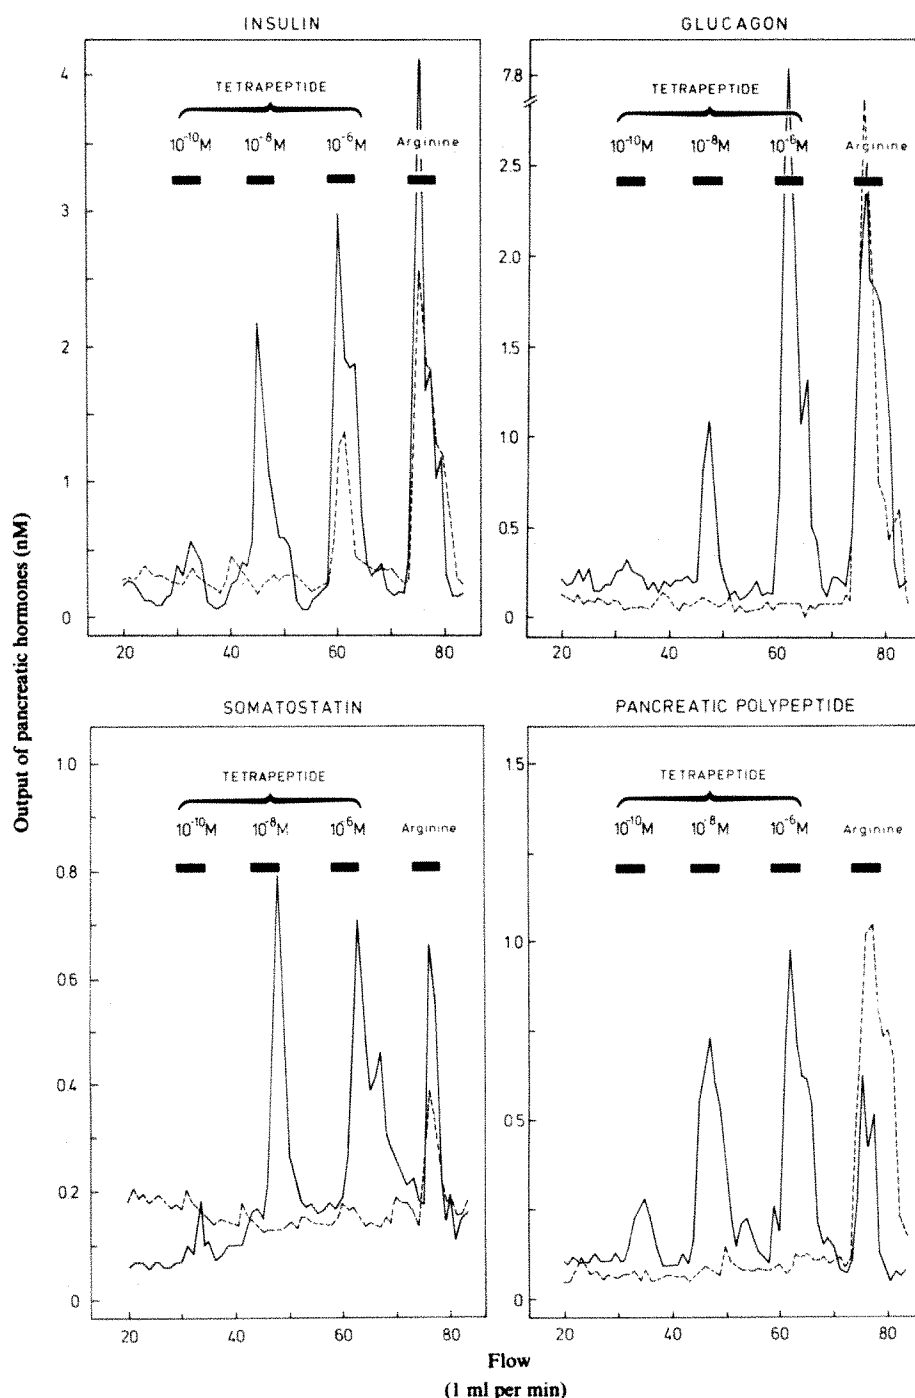 INSULIN
TETRAPEPTIDE
10⁻¹⁰M 10⁻⁸M 10⁻⁶M Arginine
4
3
2
1
0
20 40 60 80
GLUCAGON
7.8
TETRAPEPTIDE
10⁻¹⁰M 10⁻⁸M 10⁻⁶M Arginine
2.5
2.0
1.5
1.0
0.5
0
20 40 60 80
SOMATOSTATIN
TETRAPEPTIDE
10⁻¹⁰M 10⁻⁸M 10⁻⁶M Arginine
1.0
0.8
0.6
0.4
0.2
0
20 40 60 80
PANCREATIC POLYPEPTIDE
TETRAPEPTIDE
10⁻¹⁰M 10⁻⁸M 10⁻⁶M Arginine
1.5
1.0
0.5
0
20 40 60 80
Output of pancreatic hormones (nM)
Flow
(1 ml per min)